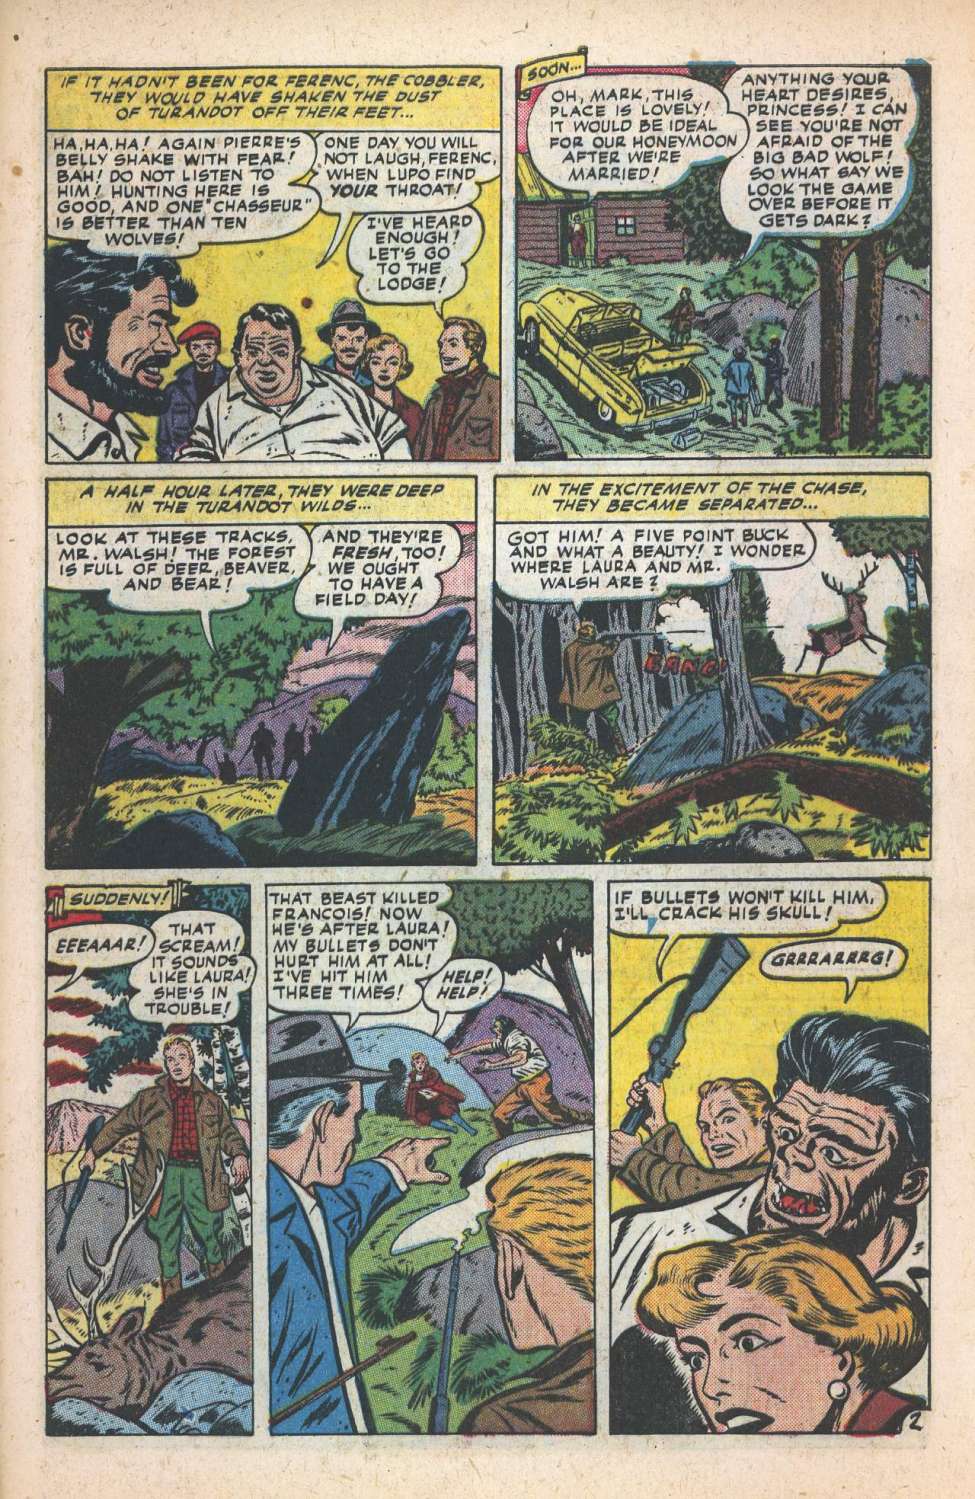 IF IT HADN'T BEEN FOR FERENC, THE COBBLER,
THEY WOULD HAVE SHAKEN THE DUST
OF TURANDOT OFF THEIR FEET...
HA, HA, HA! AGAIN PIERRE'S
BELLY SHAKE WITH FEAR!
BAH! DO NOT LISTEN TO
HIM! HUNTING HERE IS
GOOD, AND ONE "CHASSEUR"
IS BETTER THAN TEN
WOLVES!
ONE DAY YOU WILL
NOT LAUGH, FERENC,
WHEN LUPO FIND
YOUR THROAT!
I'VE HEARD
ENOUGH!
LET'S GO
TO THE
LODGE!
SOON...
OH, MARK, THIS
PLACE IS LOVELY!
IT WOULD BE IDEAL
FOR OUR HONEYMOON
AFTER WE'RE
MARRIED!
ANYTHING YOUR
HEART DESIRES,
PRINCESS! I CAN
SEE YOU'RE NOT
AFRAID OF THE
BIG BAD WOLF!
SO WHAT SAY WE
LOOK THE GAME
OVER BEFORE IT
GETS DARK?
A HALF HOUR LATER, THEY WERE DEEP
IN THE TURANDOT WILDS...
LOOK AT THESE TRACKS,
MR. WALSH! THE FOREST
IS FULL OF DEER, BEAVER,
AND BEAR!
AND THEY'RE
FRESH, TOO!
WE OUGHT
TO HAVE A
FIELD DAY!
IN THE EXCITEMENT OF THE CHASE,
THEY BECAME SEPARATED...
GOT HIM! A FIVE POINT BUCK
AND WHAT A BEAUTY! I WONDER
WHERE LAURA AND MR.
WALSH ARE?
BANG!
SUDDENLY!
EEEAAAR!
THAT
SCREAM!
IT SOUNDS
LIKE LAURA!
SHE'S IN
TROUBLE!
THAT BEAST KILLED
FRANCOIS! NOW
HE'S AFTER LAURA!
MY BULLETS DON'T
HURT HIM AT ALL!
I'VE HIT HIM
THREE TIMES!
HELP!
HELP!
IF BULLETS WON'T KILL HIM,
I'LL CRACK HIS SKULL!
GRRRARRRG!
2